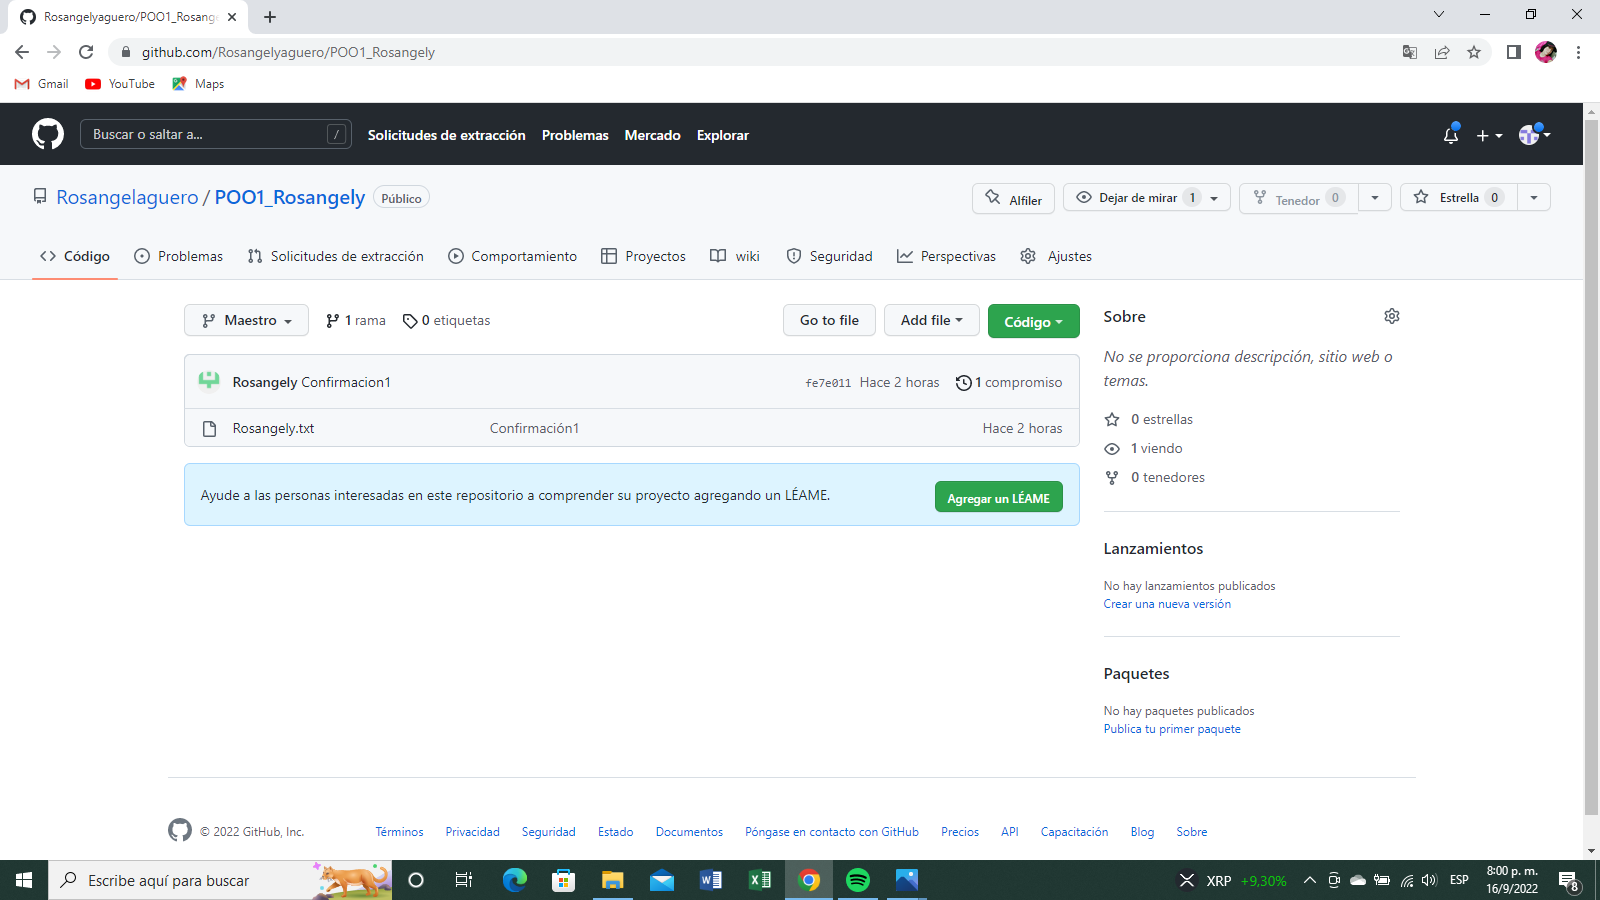 Rosangelyaguero/POO1_Rosange
github.com/Rosangelyaguero/POO1_Rosangely
Gmail YouTube Maps
Buscar o saltar a... / Solicitudes de extracción Problemas Mercado Explorar
Rosangelaguero / POO1_Rosangely Público Alfiler Dejar de mirar 1 Tenedor 0 Estrella 0
Código Problemas Solicitudes de extracción Comportamiento Proyectos wiki Seguridad Perspectivas Ajustes
Maestro 1 rama 0 etiquetas Go to file Add file Código
Rosangely Confirmacion1 fe7e011 Hace 2 horas 1 compromiso
Rosangely.txt Confirmación1 Hace 2 horas
Ayude a las personas interesadas en este repositorio a comprender su proyecto agregando un LÉAME. Agregar un LÉAME
Sobre
No se proporciona descripción, sitio web o
temas.
0 estrellas
1 viendo
0 tenedores
Lanzamientos
No hay lanzamientos publicados
Crear una nueva versión
Paquetes
No hay paquetes publicados
Publica tu primer paquete
© 2022 GitHub, Inc. Términos Privacidad Seguridad Estado Documentos Póngase en contacto con GitHub Precios API Capacitación Blog Sobre
Escribe aquí para buscar XRP +9,30% ESP 8:00 p. m.
16/9/2022
8